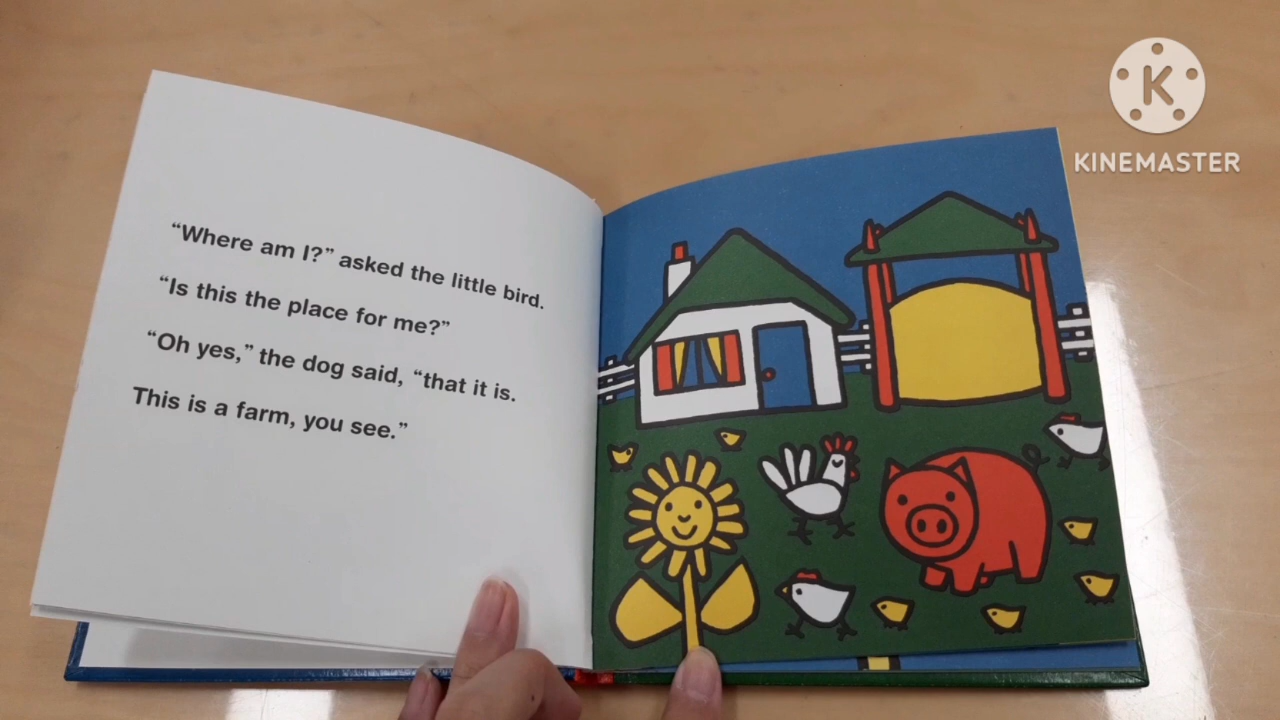 “Where am I?” asked the little bird.
“Is this the place for me?”
“Oh yes,” the dog said, “that it is.
This is a farm, you see.”
K
KINEMASTER